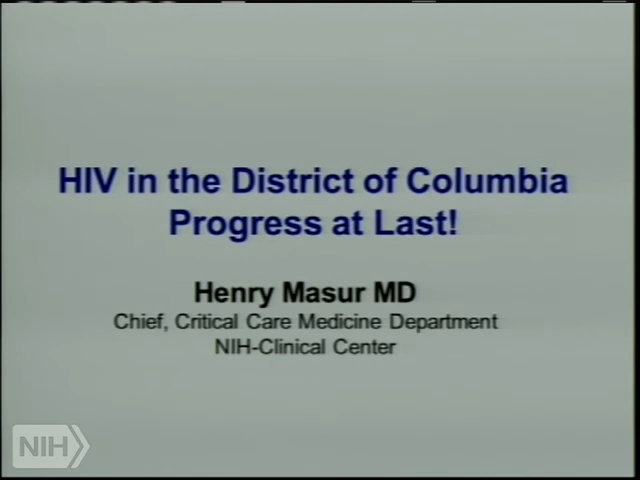 HIV in the District of Columbia
Progress at Last!
Henry Masur MD
Chief, Critical Care Medicine Department
NIH-Clinical Center
NIH